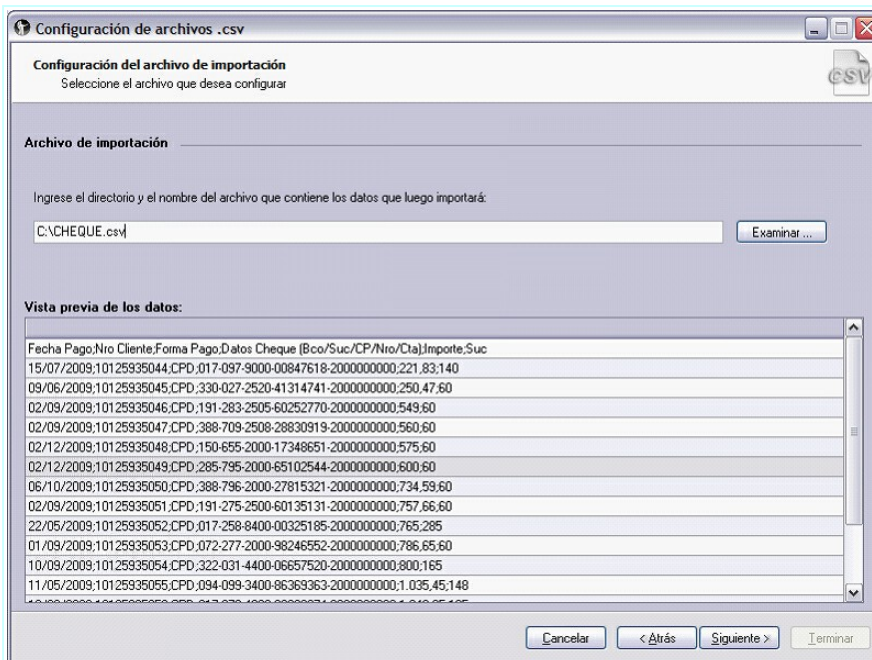 Configuración de archivos .csv
Configuración del archivo de importación
Seleccione el archivo que desea configurar
CSV
Archivo de importación
Ingrese el directorio y el nombre del archivo que contiene los datos que luego importará:
C:\CHEQUE.csv
Examinar ...
Vista previa de los datos:
Fecha Pago;Nro Cliente;Forma Pago;Datos Cheque (Bco/Suc/CP/Nro/Cta);Importe;Suc
15/07/2009;10125935044;CPD;017-097-9000-00847618-2000000000;221,83;140
09/06/2009;10125935045;CPD;330-027-2520-41314741-2000000000;250,47;60
02/09/2009;10125935046;CPD;191-283-2505-60252770-2000000000;549;60
02/09/2009;10125935047;CPD;388-709-2508-28830919-2000000000;560;60
02/12/2009;10125935048;CPD;150-655-2000-17348651-2000000000;575;60
02/12/2009;10125935049;CPD;285-795-2000-65102544-2000000000;600;60
06/10/2009;10125935050;CPD;388-796-2000-27815321-2000000000;734,59;60
02/09/2009;10125935051;CPD;191-275-2500-60135131-2000000000;757,66;60
22/05/2009;10125935052;CPD;017-258-8400-00325185-2000000000;765;285
01/09/2009;10125935053;CPD;072-277-2000-98246552-2000000000;786,65;60
10/09/2009;10125935054;CPD;322-031-4400-06657520-2000000000;800;165
11/05/2009;10125935055;CPD;094-099-3400-86369363-2000000000;1.035,45;148
Cancelar
< Atrás
Siguiente >
Terminar